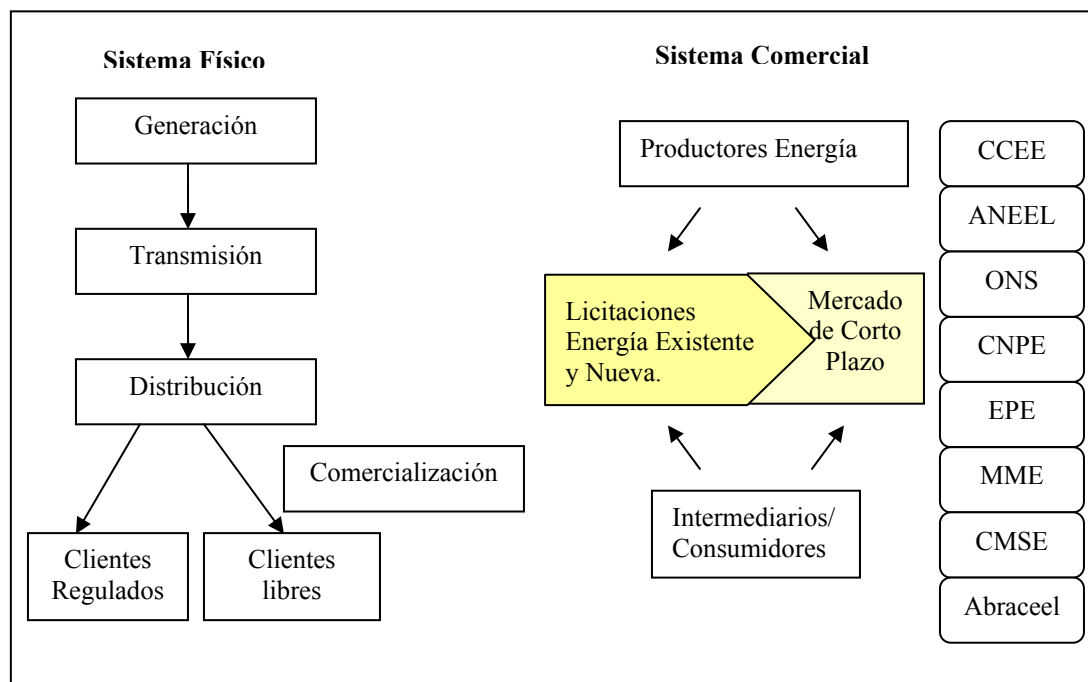 Sistema Físico
Generación
Transmisión
Distribución
Comercialización
Clientes
Regulados
Clientes
libres
Sistema Comercial
Productores Energía
Licitaciones
Energía Existente
y Nueva.
Mercado
de Corto
Plazo
Intermediarios/
Consumidores
CCEE
ANEEL
ONS
CNPE
EPE
MME
CMSE
Abraceel